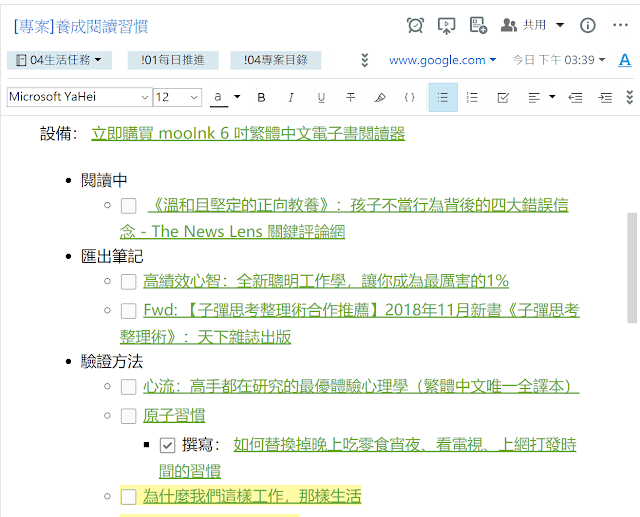 [專案]養成閱讀習慣
共用
04生活任務
!01每日推進
!04專案目錄
www.google.com
今日 下午 03:39
A
Microsoft YaHei
12
a
B
I
U
T
{ }
設備： 立即購買 mooInk 6 吋繁體中文電子書閱讀器
閱讀中
《溫和且堅定的正向教養》：孩子不當行為背後的四大錯誤信
念 - The News Lens 關鍵評論網
匯出筆記
高績效心智：全新聰明工作學，讓你成為最厲害的1%
Fwd: 【子彈思考整理術合作推薦】2018年11月新書《子彈思考
整理術》：天下雜誌出版
驗證方法
心流：高手都在研究的最優體驗心理學（繁體中文唯一全譯本）
原子習慣
撰寫： 如何替換掉晚上吃零食宵夜、看電視、上網打發時
間的習慣
為什麼我們這樣工作，那樣生活